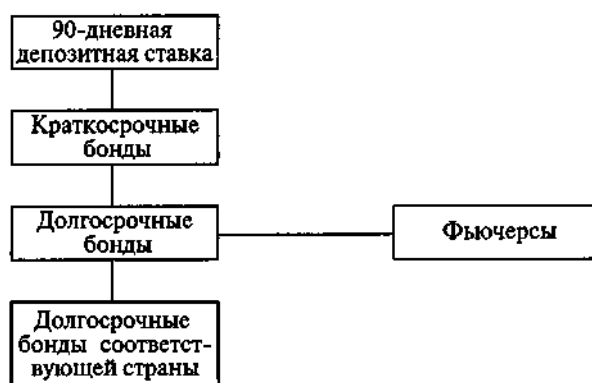 90-дневная
депозитная ставка
Краткосрочные
бонды
Долгосрочные
бонды
Фьючерсы
Долгосрочные
бонды соответст-
вующей страны